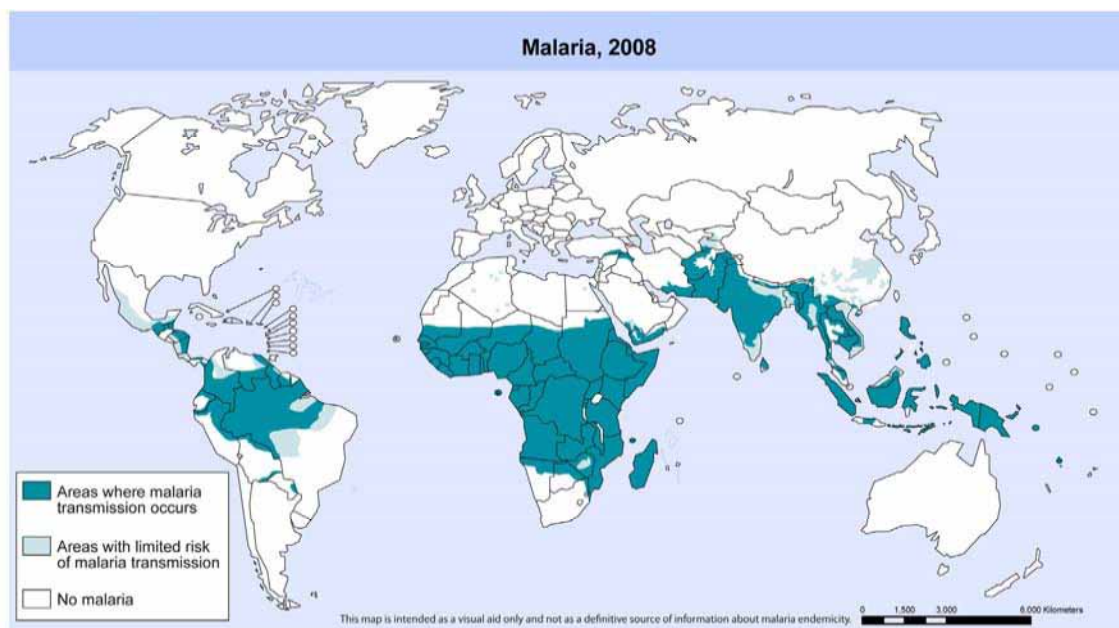 Malaria, 2008
Areas where malaria
transmission occurs
Areas with limited risk
of malaria transmission
No malaria
This map is intended as a visual aid only and not as a definitive source of information about malaria endemicity.
0 1,500 3,000 6,000 Kilometers